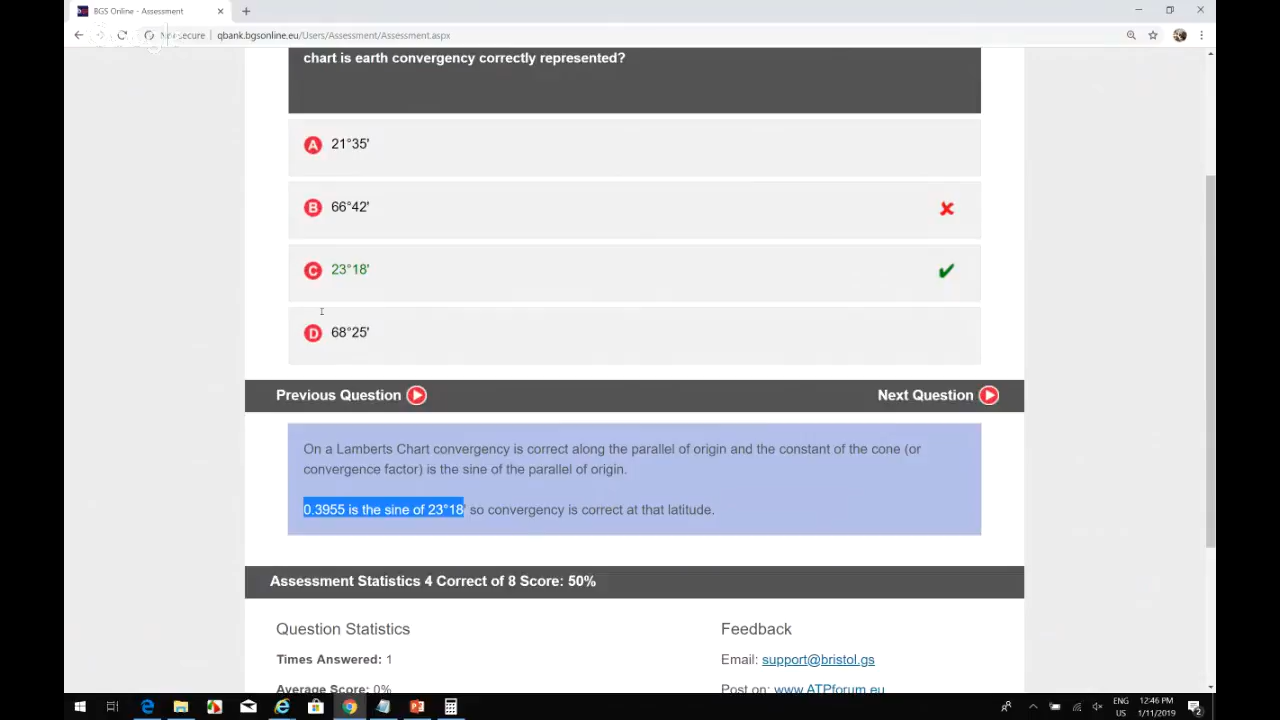 BGS Online - Assessment
qbank.bgsonline.eu/Users/Assessment/Assessment.aspx
chart is earth convergency correctly represented?
A 21°35'
B 66°42'
C 23°18'
D 68°25'
Previous Question
Next Question
On a Lamberts Chart convergency is correct along the parallel of origin and the constant of the cone (or
convergence factor) is the sine of the parallel of origin.
0.3955 is the sine of 23°18' so convergency is correct at that latitude.
Assessment Statistics 4 Correct of 8 Score: 50%
Question Statistics
Feedback
Times Answered: 1
Email: support@bristol.gs
Average Score: 0%
Post on: www.ATPforum.eu
ENG
US
12:46 PM
1/11/2019
2